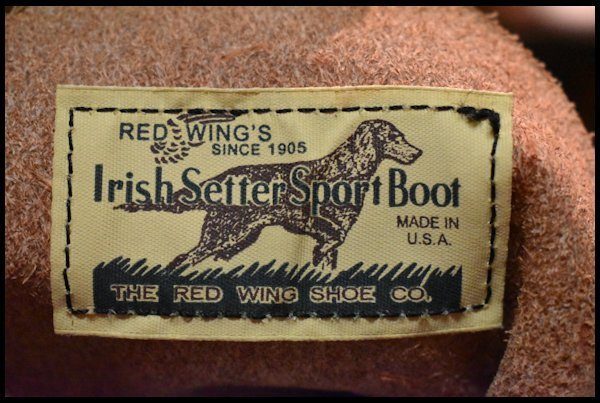 RED WING'S
SINCE 1905
Irish Setter Sport Boot
MADE IN
U.S.A.
THE RED WING SHOE CO.